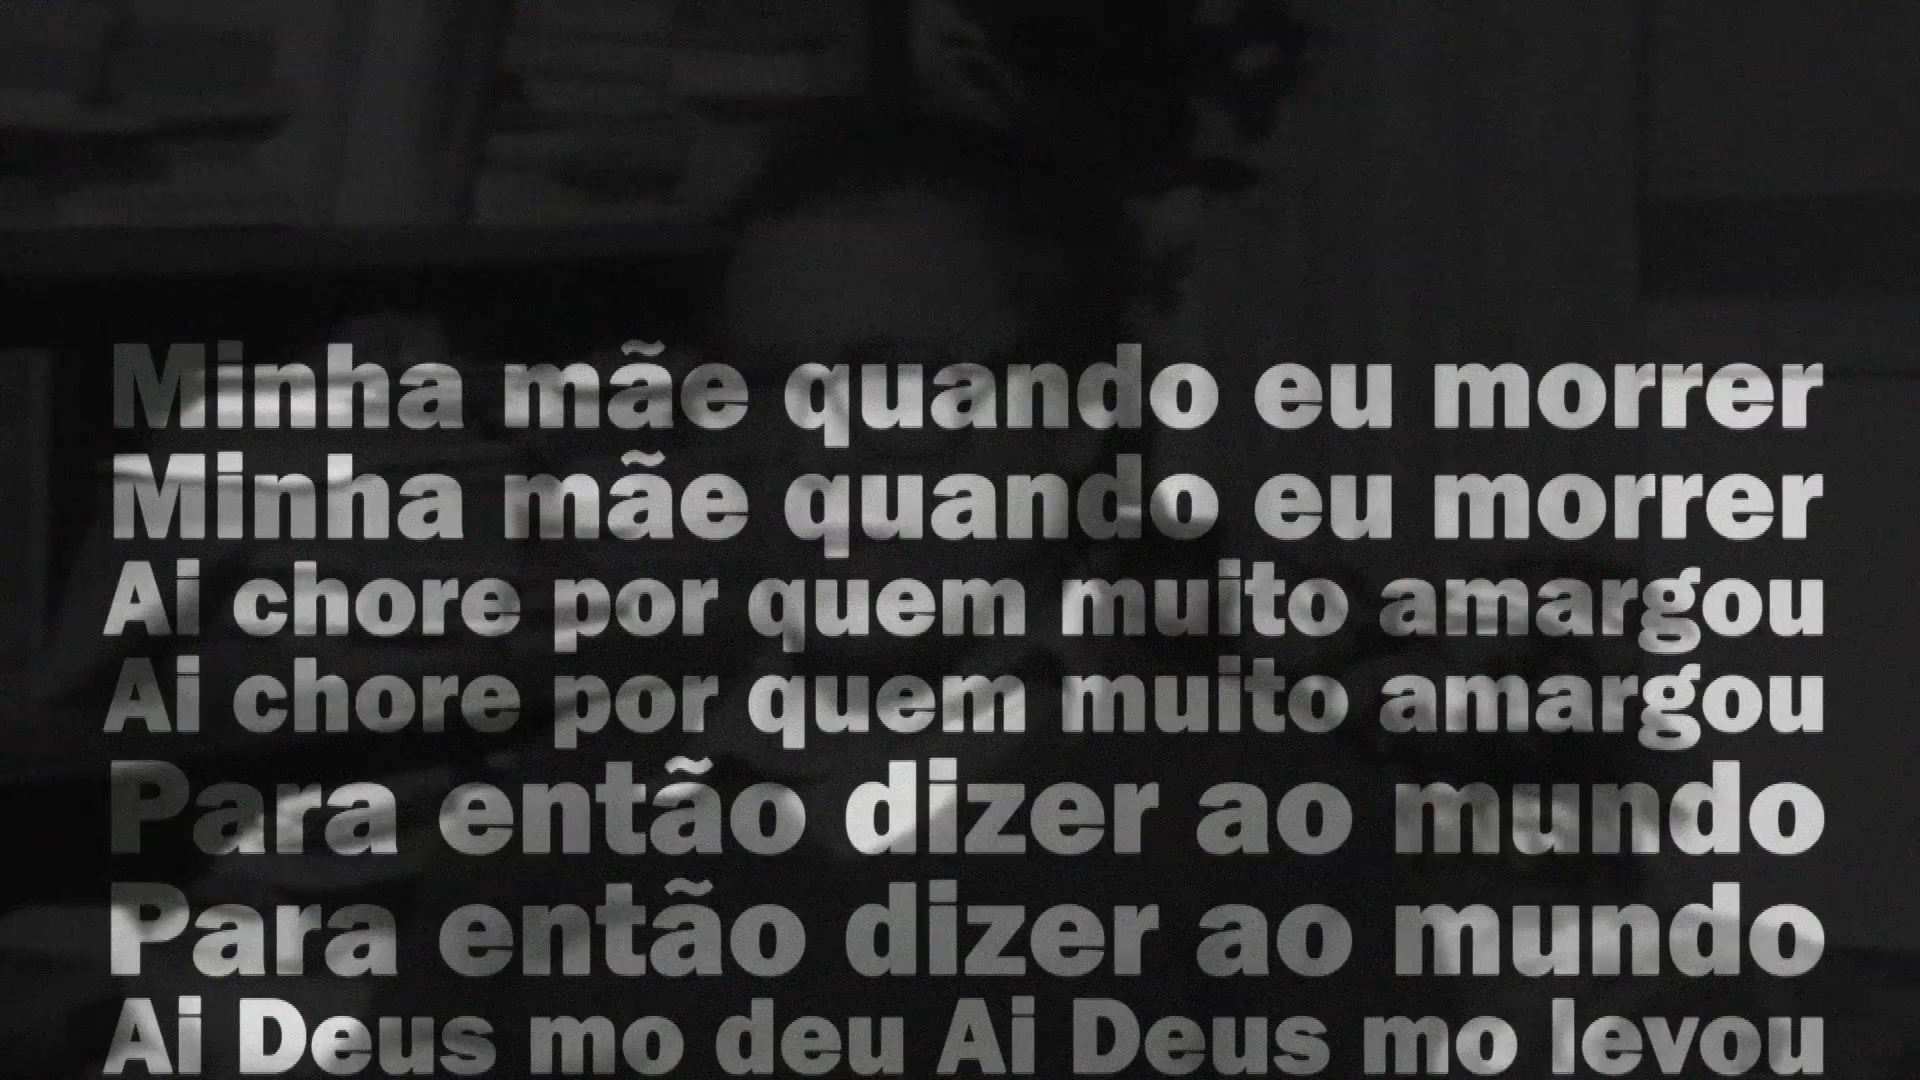 Minha mãe quando eu morrer
Minha mãe quando eu morrer
Ai chore por quem muito amargou
Ai chore por quem muito amargou
Para então dizer ao mundo
Para então dizer ao mundo
Ai Deus mo deu Ai Deus mo levou